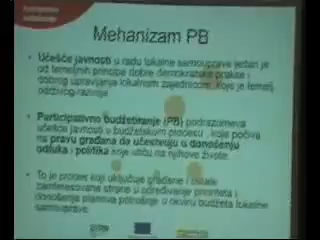 Mehanizam PB
Učešće javnosti u radu lokalne samouprave jedan je
od temeljnih principa dobre demokratske prakse i
dobrog upravljanja lokalnom zajednicom, koje je temelj
održivog razvoja
Participativno budžetiranje (PB) podrazumeva
učešće javnosti u budžetskom procesu, koje počiva
na pravu građana da učestvuju u donošenju
odluka i politika koje utiču na njihove živote.
To je proces koji uključuje građane i ostale
zainteresovane strane u određivanje prioriteta i
donošenje planova potrošnje u okviru budžeta lokalne
samouprave